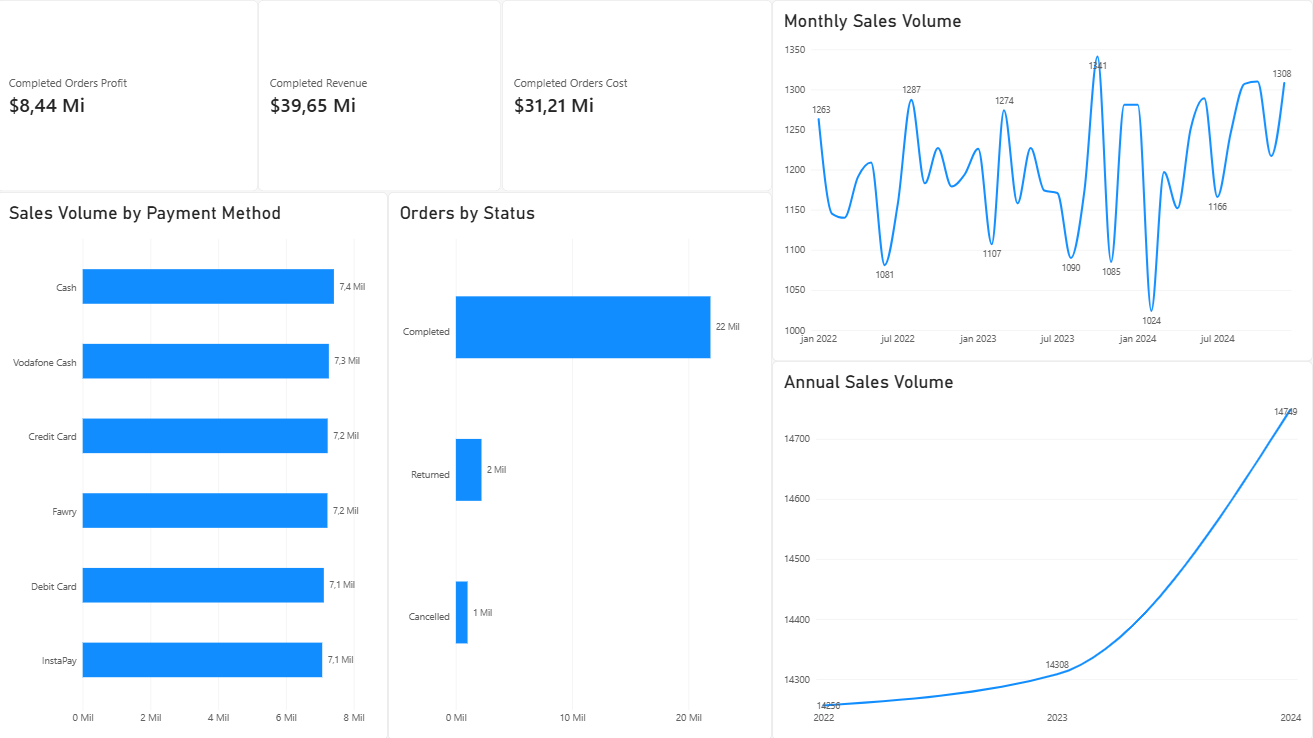 Completed Orders Profit
$8,44 Mi
Completed Revenue
$39,65 Mi
Completed Orders Cost
$31,21 Mi
Sales Volume by Payment Method
Cash
7,4 Mil
Vodafone Cash
7,3 Mil
Credit Card
7,2 Mil
Fawry
7,2 Mil
Debit Card
7,1 Mil
InstaPay
7,1 Mil
0 Mil 2 Mil 4 Mil 6 Mil 8 Mil
Orders by Status
Completed
22 Mil
Returned
2 Mil
Cancelled
1 Mil
0 Mil 10 Mil 20 Mil
Monthly Sales Volume
1350
1300
1250
1200
1150
1100
1050
1000
1263
1081
1287
1107
1274
1090
1341
1085
1024
1166
1308
jan 2022 jul 2022 jan 2023 jul 2023 jan 2024 jul 2024
Annual Sales Volume
14700
14600
14500
14400
14300
14256
14308
14749
2022 2023 2024